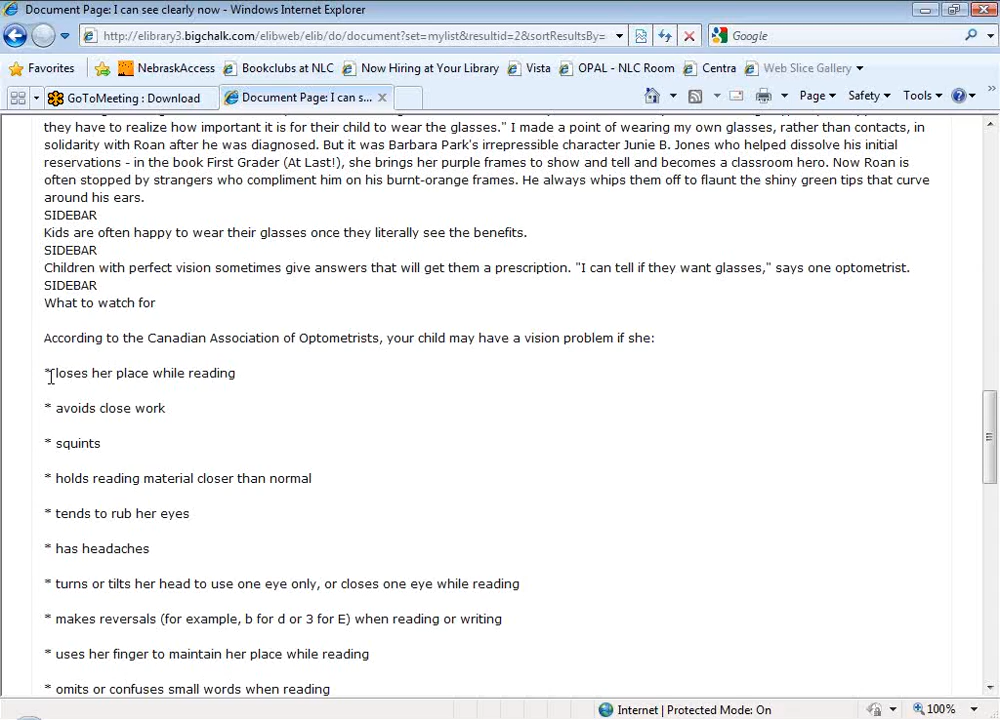 Document Page: I can see clearly now - Windows Internet Explorer
http://elibrary3.bigchalk.com/elibweb/elib/do/document?set=mylist&resultid=2&sortResultsBy=
Google
Favorites NebraskAccess Bookclubs at NLC Now Hiring at Your Library Vista OPAL - NLC Room Centra Web Slice Gallery
GoToMeeting : Download Document Page: I can s... Page Safety Tools
they have to realize how important it is for their child to wear the glasses." I made a point of wearing my own glasses, rather than contacts, in
solidarity with Roan after he was diagnosed. But it was Barbara Park's irrepressible character Junie B. Jones who helped dissolve his initial
reservations - in the book First Grader (At Last!), she brings her purple frames to show and tell and becomes a classroom hero. Now Roan is
often stopped by strangers who compliment him on his burnt-orange frames. He always whips them off to flaunt the shiny green tips that curve
around his ears.
SIDEBAR
Kids are often happy to wear their glasses once they literally see the benefits.
SIDEBAR
Children with perfect vision sometimes give answers that will get them a prescription. "I can tell if they want glasses," says one optometrist.
SIDEBAR
What to watch for
According to the Canadian Association of Optometrists, your child may have a vision problem if she:
* loses her place while reading
* avoids close work
* squints
* holds reading material closer than normal
* tends to rub her eyes
* has headaches
* turns or tilts her head to use one eye only, or closes one eye while reading
* makes reversals (for example, b for d or 3 for E) when reading or writing
* uses her finger to maintain her place while reading
* omits or confuses small words when reading
Internet | Protected Mode: On 100%